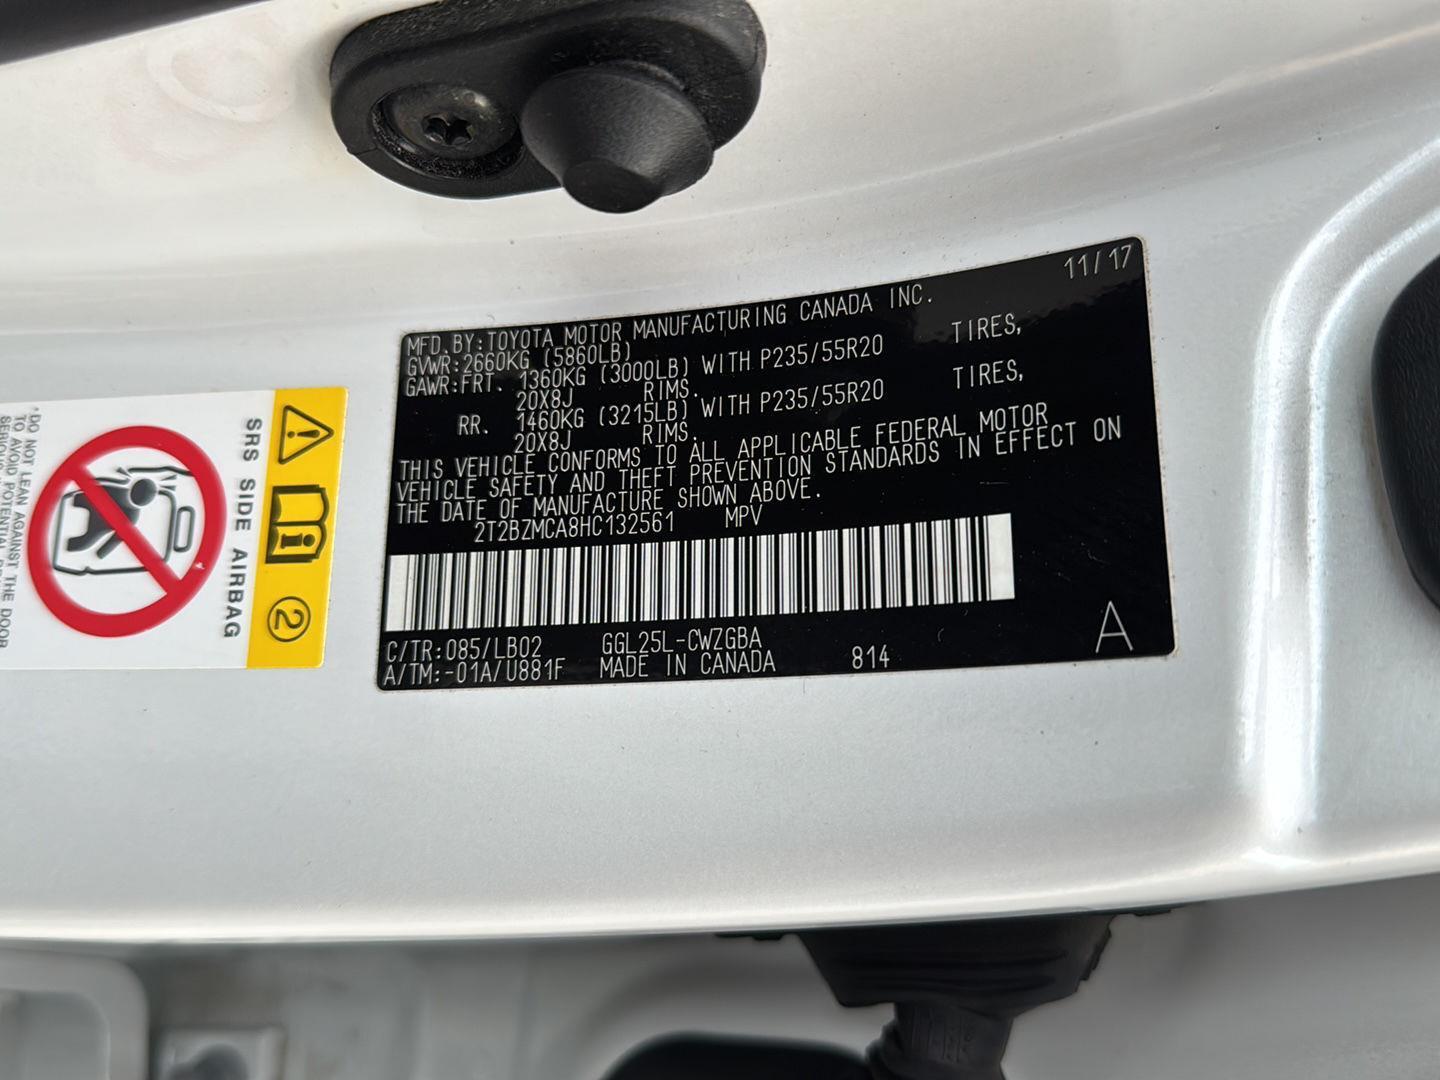 11/17
MFD. BY: TOYOTA MOTOR MANUFACTURING CANADA INC.
GVWR: 2660KG (5860LB)
GAWR: FRT. 1360KG (3000LB) WITH P235/55R20 TIRES,
20X8J RIMS.
RR. 1460KG (3215LB) WITH P235/55R20 TIRES,
20X8J RIMS.
THIS VEHICLE CONFORMS TO ALL APPLICABLE FEDERAL MOTOR
VEHICLE SAFETY AND THEFT PREVENTION STANDARDS IN EFFECT ON
THE DATE OF MANUFACTURE SHOWN ABOVE.
2T2BZMCA8HC132561 MPV
C/TR: 085/LB02 GGL25L-CWZGBA
A/TM: -01A/U881F MADE IN CANADA 814
A
2
SRS SIDE AIRBAG
*DO NOT LEAN AGAINST THE DOOR
TO AVOID POTENTIAL
SERIOUS